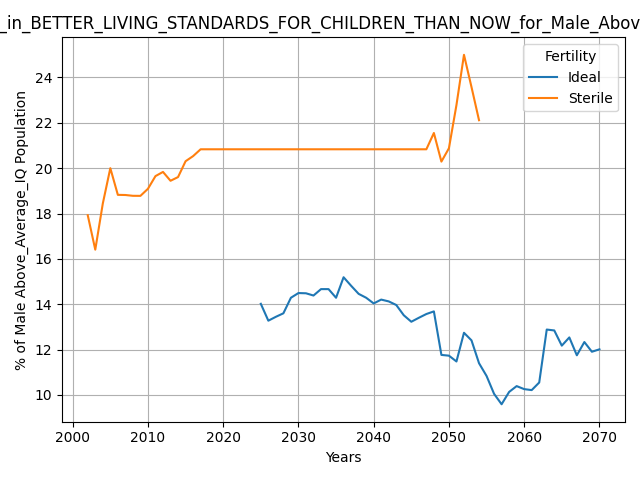 _in_BETTER_LIVING_STANDARDS_FOR_CHILDREN_THAN_NOW_for_Male_Abov
Fertility
Ideal
Sterile
% of Male Above_Average_IQ Population
24
22
20
18
16
14
12
10
2000 2010 2020 2030 2040 2050 2060 2070
Years